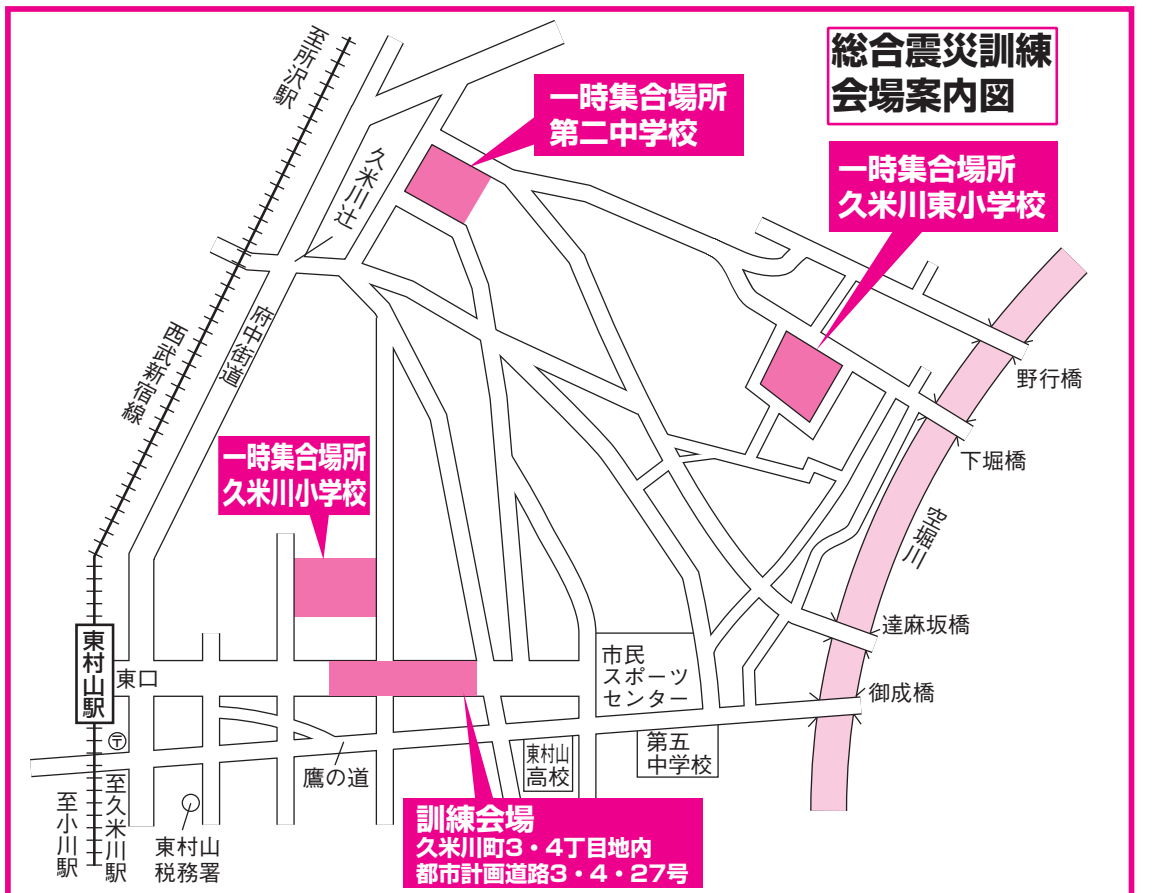 総合震災訓練
会場案内図
至所沢駅
一時集合場所
第二中学校
久米川辻
一時集合場所
久米川東小学校
府中街道
西武新宿線
野行橋
下堀橋
一時集合場所
久米川小学校
空堀川
達麻坂橋
東村山駅
東口
市民
スポーツ
センター
御成橋
〒
鷹の道
東村山
高校
第五
中学校
至小川駅
至久米川駅
東村山
税務署
訓練会場
久米川町3・4丁目地内
都市計画道路3・4・27号